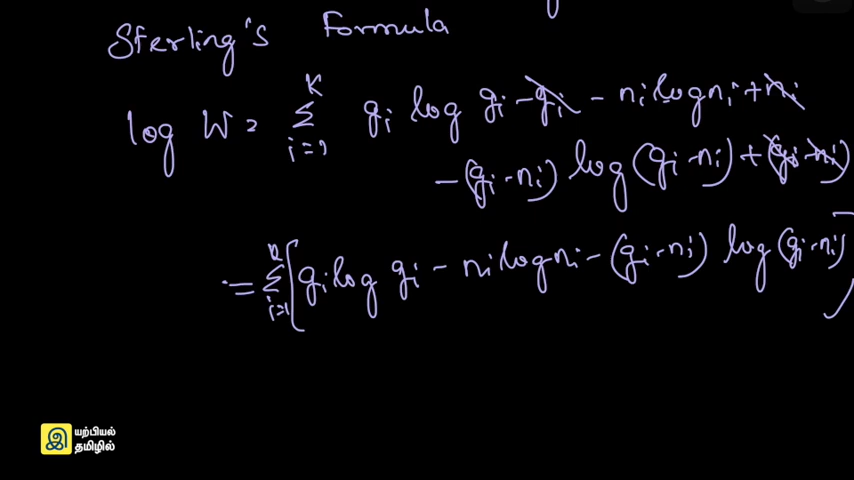 Sterling's Formula
log W = Σ_{i=1}^{K} g_i log g_i - g_i - n_i log n_i + n_i
- (g_i - n_i) log (g_i - n_i) + (g_i - n_i)
= Σ_{i=1}^{k} [g_i log g_i - n_i log n_i - (g_i - n_i) log (g_i - n_i)]
இ யற்பியல்
தமிழில்